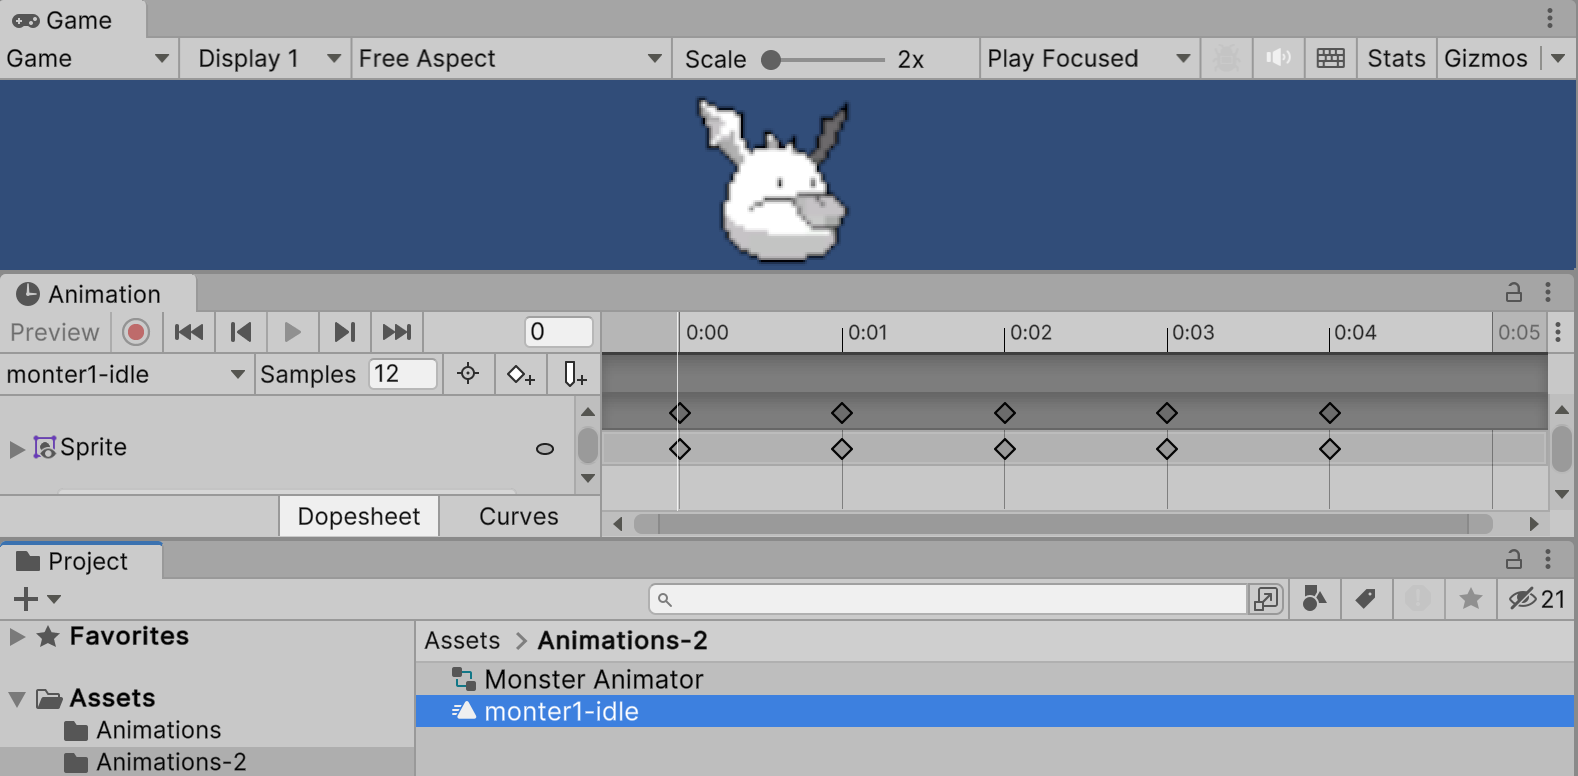 Game
Game Display 1 Free Aspect Scale 2x Play Focused Stats Gizmos
Animation
Preview 0 0:00 0:01 0:02 0:03 0:04 0:05
monter1-idle Samples 12
Sprite
Dopesheet Curves
Project
21
Favorites
Assets > Animations-2
Monster Animator
Assets
monter1-idle
Animations
Animations-2